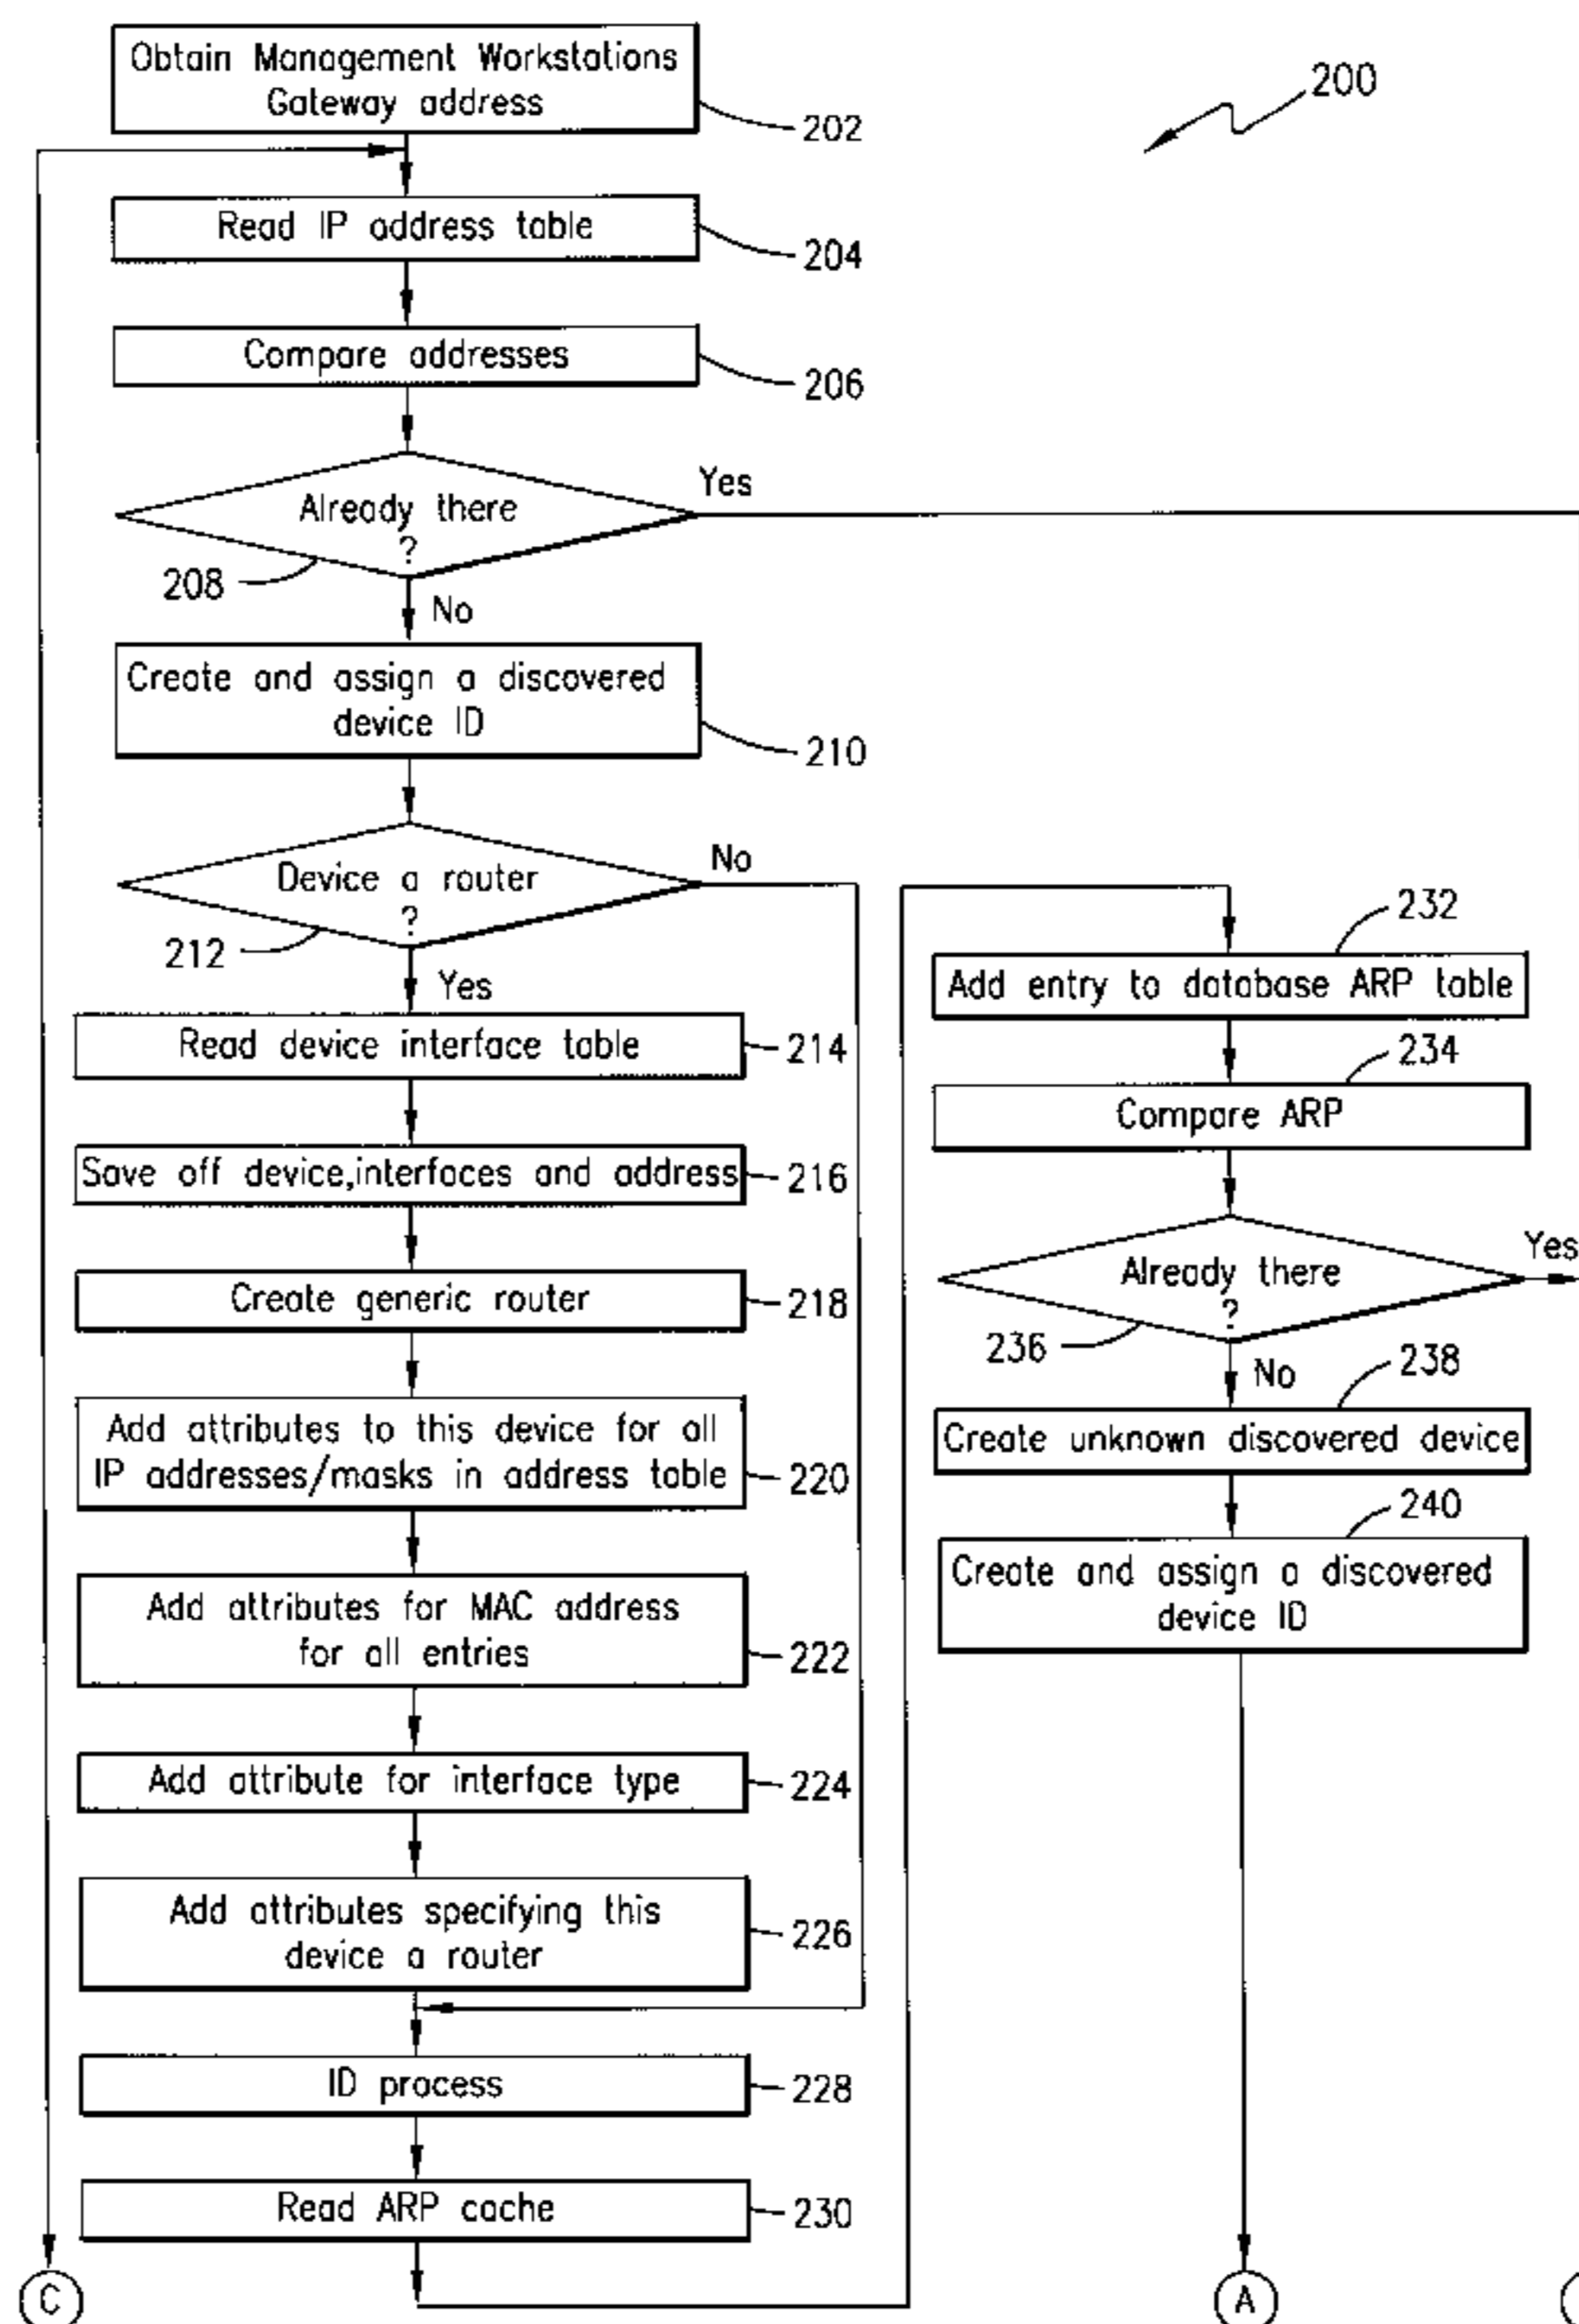 Obtain Management Workstations
Gateway address
202
200
Read IP address table
204
Compare addresses
206
Already there
?
Yes
208
No
Create and assign a discovered
device ID
210
Device a router
?
No
212
Yes
Read device interface table
214
Save off device,interfaces and address
216
Create generic router
218
Add attributes to this device for all
IP addresses/masks in address table
220
Add attributes for MAC address
for all entries
222
Add attribute for interface type
224
Add attributes specifying this
device a router
226
ID process
228
Read ARP cache
230
C
232
Add entry to database ARP table
234
Compare ARP
Already there
?
Yes
236
No
238
Create unknown discovered device
240
Create and assign a discovered
device ID
A